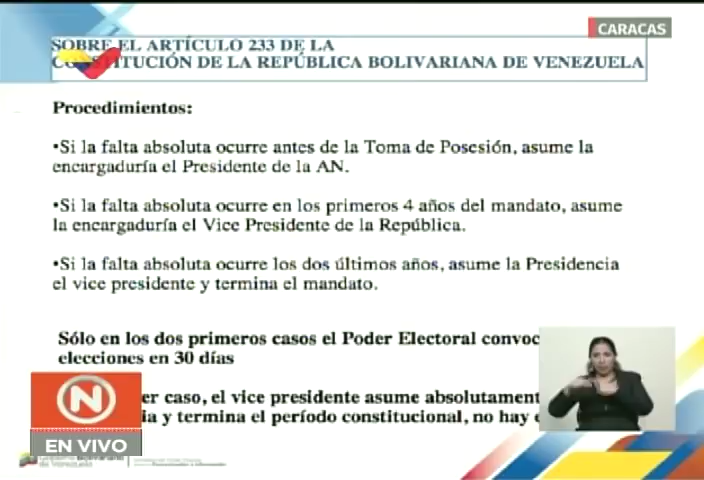 CARACAS
SOBRE EL ARTÍCULO 233 DE LA
CONSTITUCIÓN DE LA REPÚBLICA BOLIVARIANA DE VENEZUELA
Procedimientos:
•Si la falta absoluta ocurre antes de la Toma de Posesión, asume la
encargaduría el Presidente de la AN.
•Si la falta absoluta ocurre en los primeros 4 años del mandato, asume
la encargaduría el Vice Presidente de la República.
•Si la falta absoluta ocurre los dos últimos años, asume la Presidencia
el vice presidente y termina el mandato.
Sólo en los dos primeros casos el Poder Electoral convoc
elecciones en 30 días
er caso, el vice presidente asume absolutament
ia y termina el período constitucional, no hay e
N
EN VIVO
de Venezuela